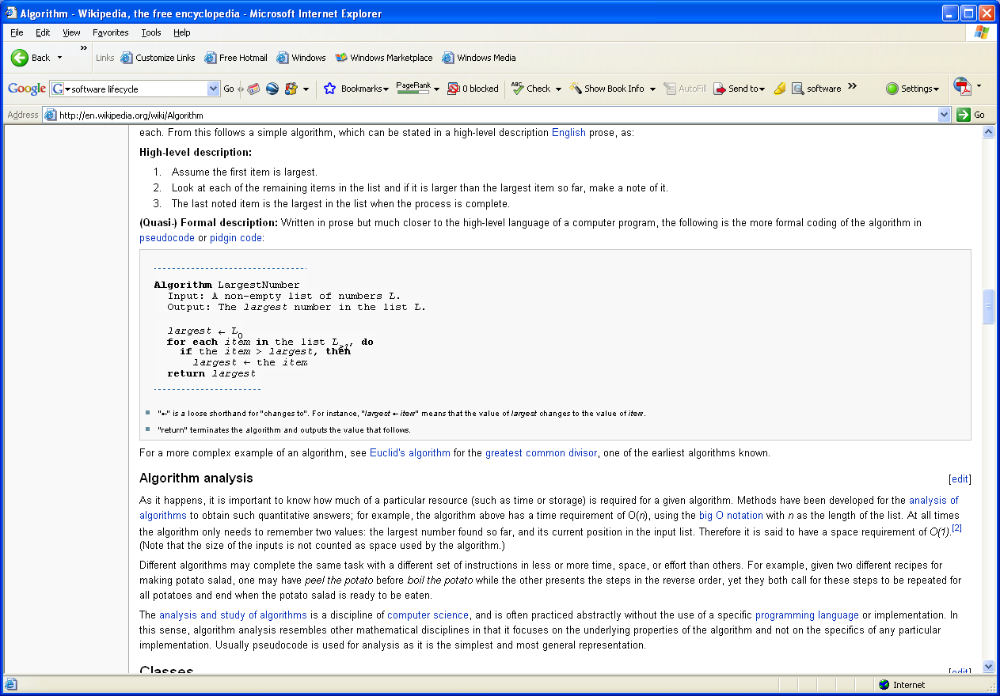 Algorithm - Wikipedia, the free encyclopedia - Microsoft Internet Explorer
File Edit View Favorites Tools Help
Back » Links Customize Links Free Hotmail Windows Windows Marketplace Windows Media
Google G software lifecycle Go Bookmarks PageRank 0 blocked ABC Check Show Book Info AutoFill Send to software » Settings
Address http://en.wikipedia.org/wiki/Algorithm Go
each. From this follows a simple algorithm, which can be stated in a high-level description English prose, as:
High-level description:
1. Assume the first item is largest.
2. Look at each of the remaining items in the list and if it is larger than the largest item so far, make a note of it.
3. The last noted item is the largest in the list when the process is complete.
(Quasi-) Formal description: Written in prose but much closer to the high-level language of a computer program, the following is the more formal coding of the algorithm in
pseudocode or pidgin code:
Algorithm LargestNumber
Input: A non-empty list of numbers L.
Output: The largest number in the list L.
largest ← L0
for each item in the list L≥1, do
if the item > largest, then
largest ← the item
return largest
"←" is a loose shorthand for "changes to". For instance, "largest ← item" means that the value of largest changes to the value of item.
"return" terminates the algorithm and outputs the value that follows.
For a more complex example of an algorithm, see Euclid's algorithm for the greatest common divisor, one of the earliest algorithms known.
Algorithm analysis [edit]
As it happens, it is important to know how much of a particular resource (such as time or storage) is required for a given algorithm. Methods have been developed for the analysis of
algorithms to obtain such quantitative answers; for example, the algorithm above has a time requirement of O(n), using the big O notation with n as the length of the list. At all times
the algorithm only needs to remember two values: the largest number found so far, and its current position in the input list. Therefore it is said to have a space requirement of O(1).[2]
(Note that the size of the inputs is not counted as space used by the algorithm.)
Different algorithms may complete the same task with a different set of instructions in less or more time, space, or effort than others. For example, given two different recipes for
making potato salad, one may have peel the potato before boil the potato while the other presents the steps in the reverse order, yet they both call for these steps to be repeated for
all potatoes and end when the potato salad is ready to be eaten.
The analysis and study of algorithms is a discipline of computer science, and is often practiced abstractly without the use of a specific programming language or implementation. In
this sense, algorithm analysis resembles other mathematical disciplines in that it focuses on the underlying properties of the algorithm and not on the specifics of any particular
implementation. Usually pseudocode is used for analysis as it is the simplest and most general representation.
Classes [edit]
Internet